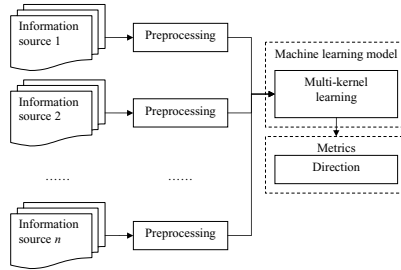 Information
source 1
Preprocessing
Machine learning model
Multi-kernel
learning
Information
source 2
Preprocessing
Metrics
Direction
......
......
Information
source n
Preprocessing